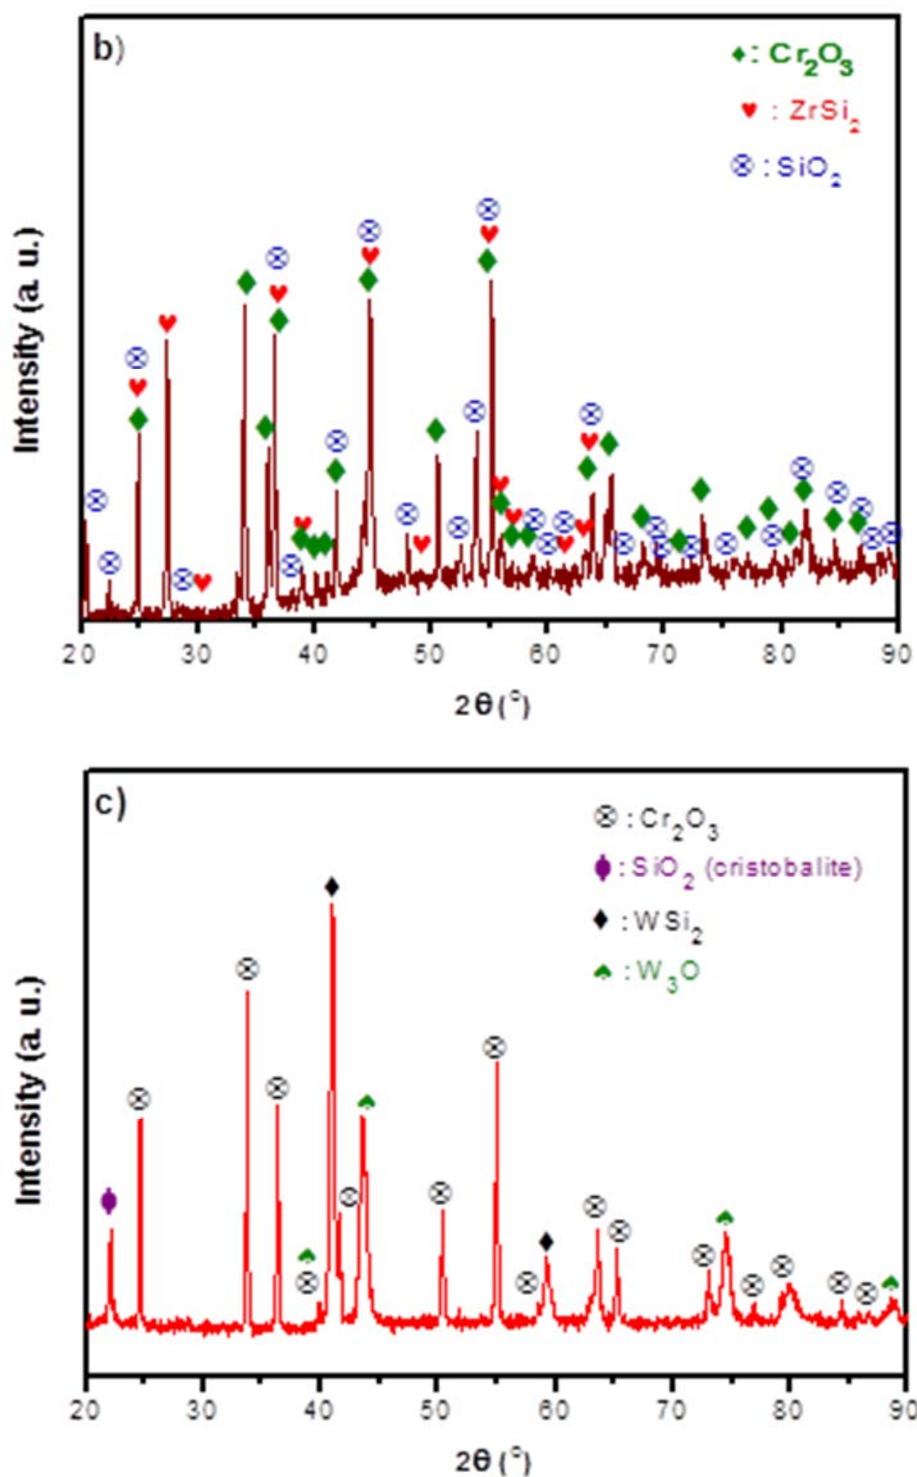 b)
♦: Cr₂O₃
♥ : ZrSi₂
⊗ : SiO₂
Intensity (a. u.)
20 30 40 50 60 70 80 90
2θ (°)
c)
⊗ : Cr₂O₃
: SiO₂ (cristobalite)
♦ : WSi₂
: W₃O
Intensity (a. u.)
20 30 40 50 60 70 80 90
2θ (°)